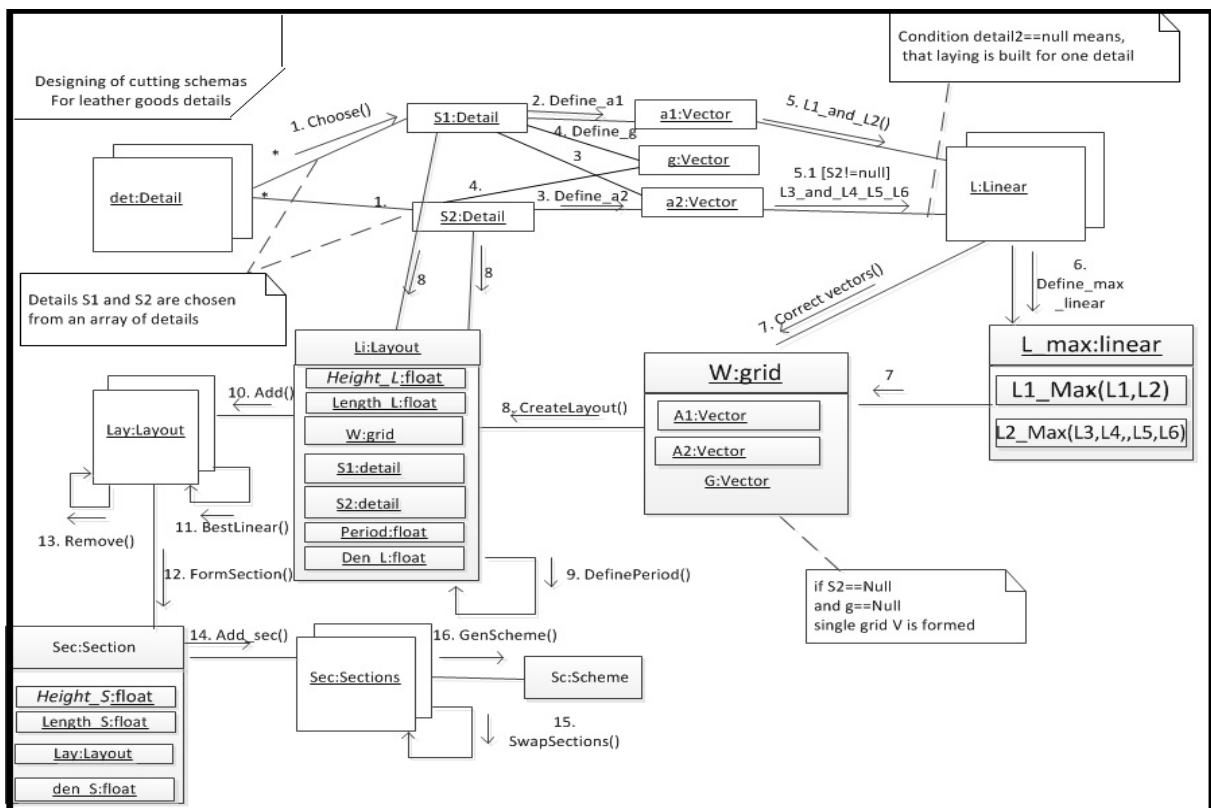 Designing of cutting schemas
For leather goods details
Condition detail2==null means,
that laying is built for one detail
1. Choose()
*
S1:Detail
2. Define_a1
a1:Vector
5. L1_and_L2()
4. Define_g
g:Vector
3
det:Detail
*
1.
4.
S2:Detail
3. Define_a2
a2:Vector
5.1 [S2!=null]
L3_and_L4_L5_L6
L:Linear
Details S1 and S2 are chosen
from an array of details
8
8
7. Correct vectors()
6.
Define_max
_linear
Li:Layout
Height_L:float
Length_L:float
W:grid
S1:detail
S2:detail
Period:float
Den_L:float
10. Add()
Lay:Layout
8. CreateLayout()
W:grid
A1:Vector
A2:Vector
G:Vector
7
L_max:linear
L1_Max(L1,L2)
L2_Max(L3,L4,,L5,L6)
13. Remove()
11. BestLinear()
12. FormSection()
9. DefinePeriod()
if S2==Null
and g==Null
single grid V is formed
Sec:Section
Height_S:float
Length_S:float
Lay:Layout
den_S:float
14. Add_sec()
Sec:Sections
16. GenScheme()
Sc:Scheme
15.
SwapSections()